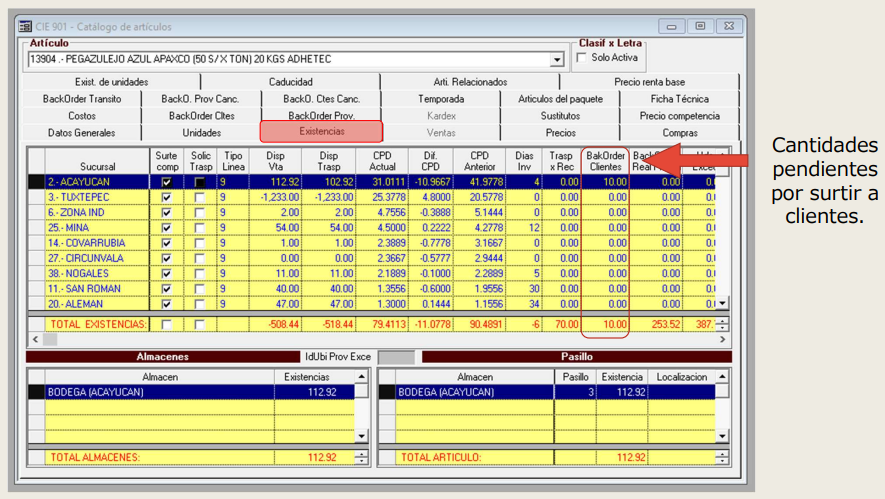 CIE 901 - Catálogo de artículos
Artículo
Clasif x Letra
13904 .- PEGAZULEJO AZUL APAXCO (50 S/ X TON) 20 KGS ADHETEC
Solo Activa
Exist. de unidades Caducidad Arti. Relacionados Precio renta base
BackOrder Transito BackO. Prov Canc. BackO. Ctes Canc. Temporada Articulos del paquete Ficha Técnica
Costos BackOrder Cltes BackOrder Prov. Kardex Sustitutos Precio competencia
Datos Generales Unidades Existencias Ventas Precios Compras
Sucursal Surte comp Solic Trasp Tipo Linea Disp Vta Disp Trasp CPD Actual Dif. CPD CPD Anterior Dias Inv Trasp x Rec BakOrder Clientes
2.- ACAYUCAN 9 112.92 102.92 31.0111 -10.9667 41.9778 4 0.00 10.00 0.00 0.
3.- TUXTEPEC 9 -1,233.00 -1,233.00 25.3778 4.8000 20.5778 0 0.00 0.00 0.00 0.
6.- ZONA IND 9 2.00 2.00 4.7556 -0.3888 5.1444 0 0.00 0.00 0.00 0.
25.- MINA 9 54.00 54.00 4.5000 0.2222 4.2778 12 0.00 0.00 0.00 0.
14.- COVARRUBIA 9 1.00 1.00 2.3889 -0.7778 3.1667 0 0.00 0.00 0.00 0.
27.- CIRCUNVALA 9 0.00 0.00 2.3667 -0.5777 2.9444 0 0.00 0.00 0.00 0.
38.- NOGALES 9 11.00 11.00 2.1889 -0.1000 2.2889 5 0.00 0.00 0.00 0.
11.- SAN ROMAN 9 40.00 40.00 1.3556 -0.6000 1.9556 30 0.00 0.00 0.00 0.
20.- ALEMAN 9 47.00 47.00 1.3000 0.1444 1.1556 34 0.00 0.00 0.00 0.
TOTAL EXISTENCIAS: -508.44 -518.44 79.4113 -11.0778 90.4891 -6 70.00 10.00 253.52 387.
Almacenes IdUbi Prov Exce Pasillo
Almacen Existencias
BODEGA (ACAYUCAN) 112.92
TOTAL ALMACENES: 112.92
Almacen Pasillo Existencia Localizacion
BODEGA (ACAYUCAN) 3 112.92
TOTAL ARTICULO: 112.92
Cantidades
pendientes
por surtir a
clientes.